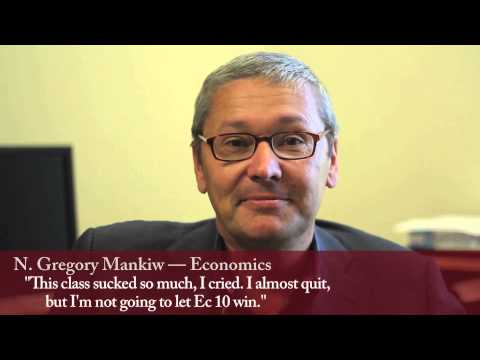 N. Gregory Mankiw — Economics
"This class sucked so much, I cried. I almost quit,
but I'm not going to let Ec 10 win."